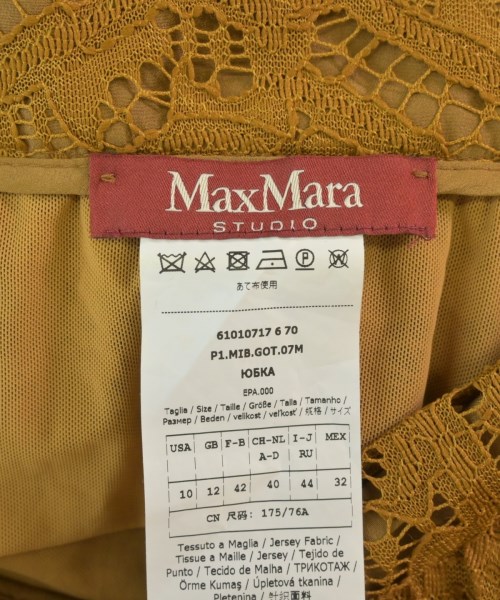 MaxMara
STUDIO
あて布使用
61010717 6 70
P1.MIB.GOT.07M
ЮБКА
EPA.000
Taglia / Size / Taille / Größe / Talla / Tamanho /
Размер / Beden / velikost / veľkosť / 规格 / サイズ
USA GB F-B CH-NL A-D I-J RU MEX
10 12 42 40 44 32
CN 尺码: 175/76A
Tessuto a Maglia / Jersey Fabric /
Tissue a Maille / Jersey / Tejido de
Punto / Tecido de Malha / ТРИКОТАЖ /
Örme Kumaş / Úpletová tkanina /
Pletenina / 针织面料